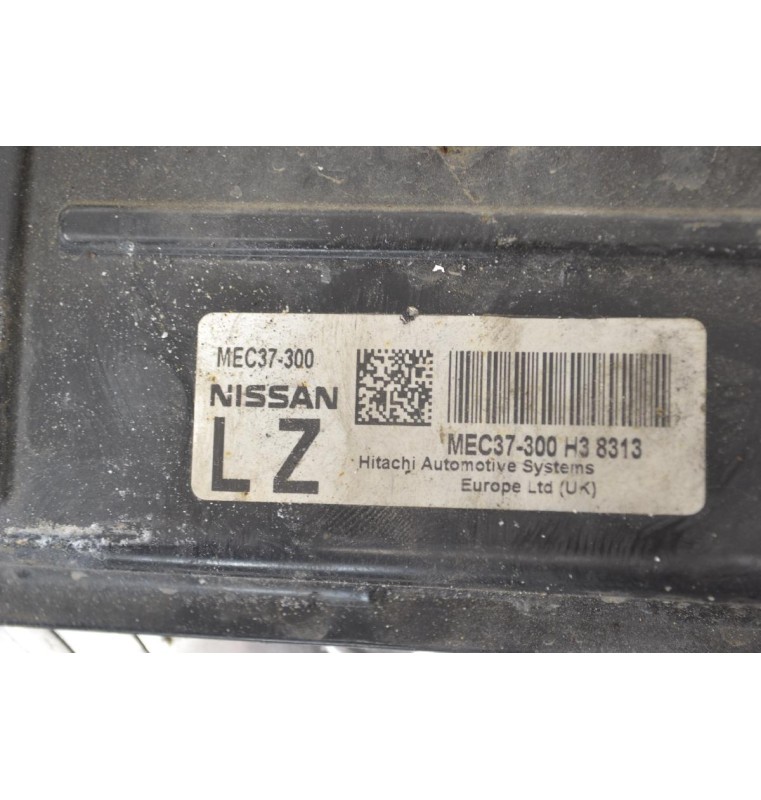 MEC37-300
NISSAN
LZ
MEC37-300 H3 8313
Hitachi Automotive Systems
Europe Ltd (UK)